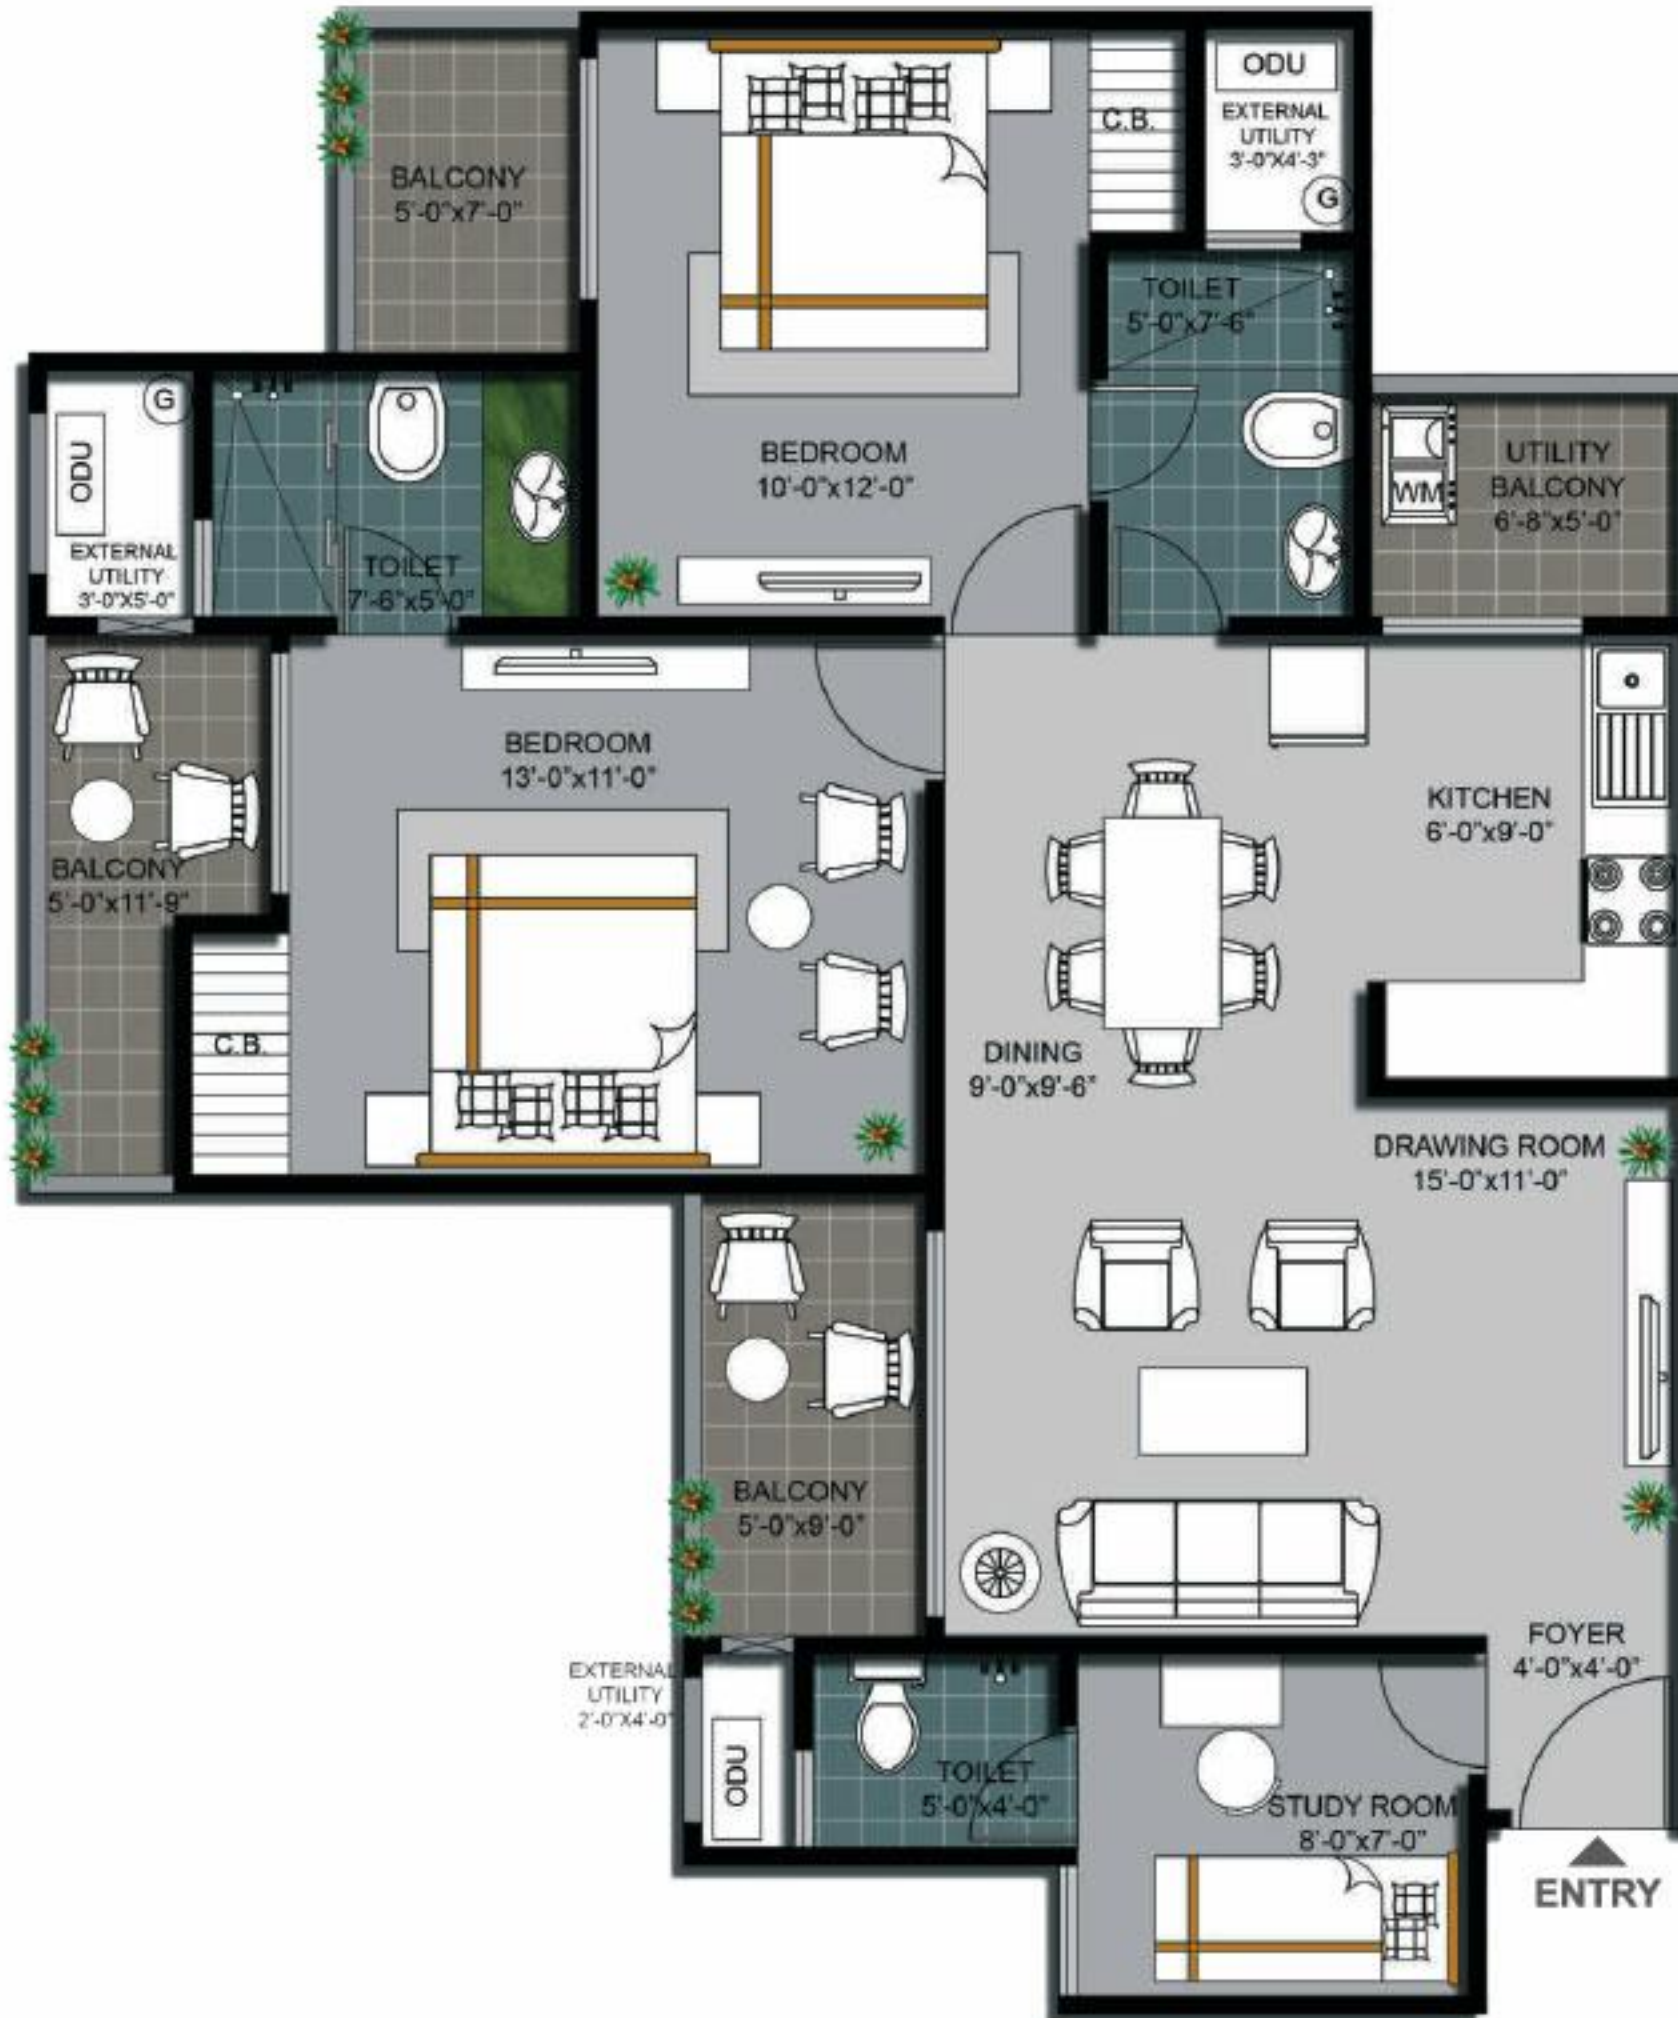 ODU
EXTERNAL
UTILITY
3'-0"X4'-3"
G
C.B.
BALCONY
5'-0"x7'-0"
TOILET
5'-0"x7'-6"
BEDROOM
10'-0"x12'-0"
G
ODU
EXTERNAL
UTILITY
3'-0"X5'-0"
TOILET
7'-6"x5'-0"
WM
UTILITY
BALCONY
6'-8"x5'-0"
BEDROOM
13'-0"x11'-0"
KITCHEN
6'-0"x9'-0"
BALCONY
5'-0"x11'-9"
C.B.
DINING
9'-0"x9'-6"
DRAWING ROOM
15'-0"x11'-0"
BALCONY
5'-0"x9'-0"
FOYER
4'-0"x4'-0"
EXTERNAL
UTILITY
2'-0"X4'-0"
ODU
TOILET
5'-0"x4'-0"
STUDY ROOM
8'-0"x7'-0"
ENTRY